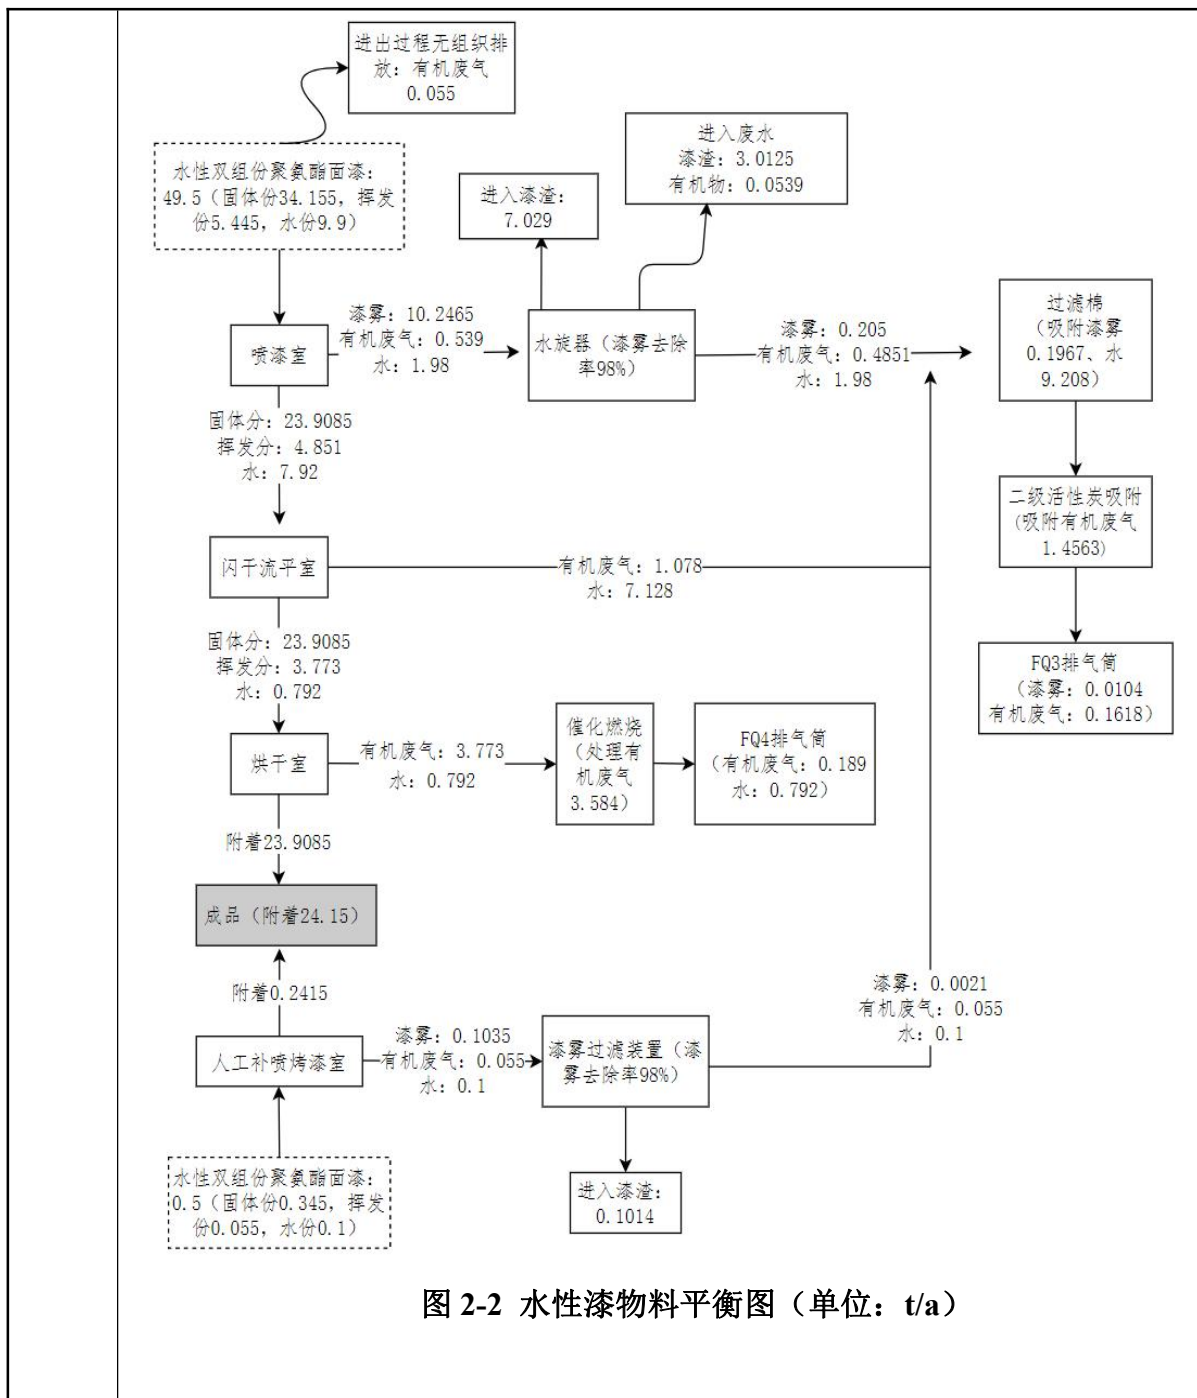 进出过程无组织排
放：有机废气
0.055
水性双组份聚氨酯面漆：
49.5（固体份34.155，挥发
份5.445，水份9.9）
进入漆渣：
7.029
进入废水
漆渣：3.0125
有机物：0.0539
喷漆室
漆雾：10.2465
有机废气：0.539
水：1.98
水旋器（漆雾去除
率98%）
漆雾：0.205
有机废气：0.4851
水：1.98
过滤棉
（吸附漆雾
0.1967、水
9.208）
固体分：23.9085
挥发分：4.851
水：7.92
二级活性炭吸附
(吸附有机废气
1.4563)
闪干流平室
有机废气：1.078
水：7.128
固体分：23.9085
挥发分：3.773
水：0.792
FQ3排气筒
（漆雾：0.0104
有机废气：0.1618）
烘干室
有机废气：3.773
水：0.792
催化燃烧
（处理有
机废气
3.584）
FQ4排气筒
（有机废气：0.189
水：0.792）
附着23.9085
成品（附着24.15）
附着0.2415
人工补喷烤漆室
漆雾：0.1035
有机废气：0.055
水：0.1
漆雾过滤装置（漆
雾去除率98%）
漆雾：0.0021
有机废气：0.055
水：0.1
水性双组份聚氨酯面漆：
0.5（固体份0.345，挥发
份0.055，水份0.1）
进入漆渣：
0.1014
图 2-2 水性漆物料平衡图（单位：t/a）